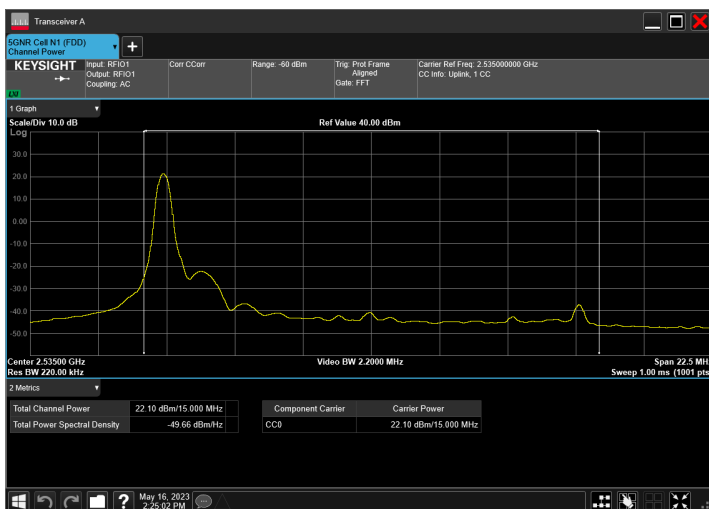 Transceiver A
5GNR Cell N1 (FDD)
Channel Power
KEYSIGHT
Input: RFIO1
Output: RFIO1
Coupling: AC
Corr CCorr
Range: -60 dBm
Trig: Prot Frame
Aligned
Gate: FFT
Carrier Ref Freq: 2.535000000 GHz
CC Info: Uplink, 1 CC
LXI
1 Graph
Scale/Div 10.0 dB
Ref Value 40.00 dBm
Log
30.0
20.0
10.0
0.00
-10.0
-20.0
-30.0
-40.0
-50.0
Center 2.53500 GHz
Video BW 2.2000 MHz
Span 22.5 MHz
Res BW 220.00 kHz
Sweep 1.00 ms (1001 pts)
2 Metrics
Total Channel Power 22.10 dBm/15.000 MHz
Total Power Spectral Density -49.66 dBm/Hz
Component Carrier Carrier Power
CC0 22.10 dBm/15.000 MHz
?
May 16, 2023
2:25:02 PM